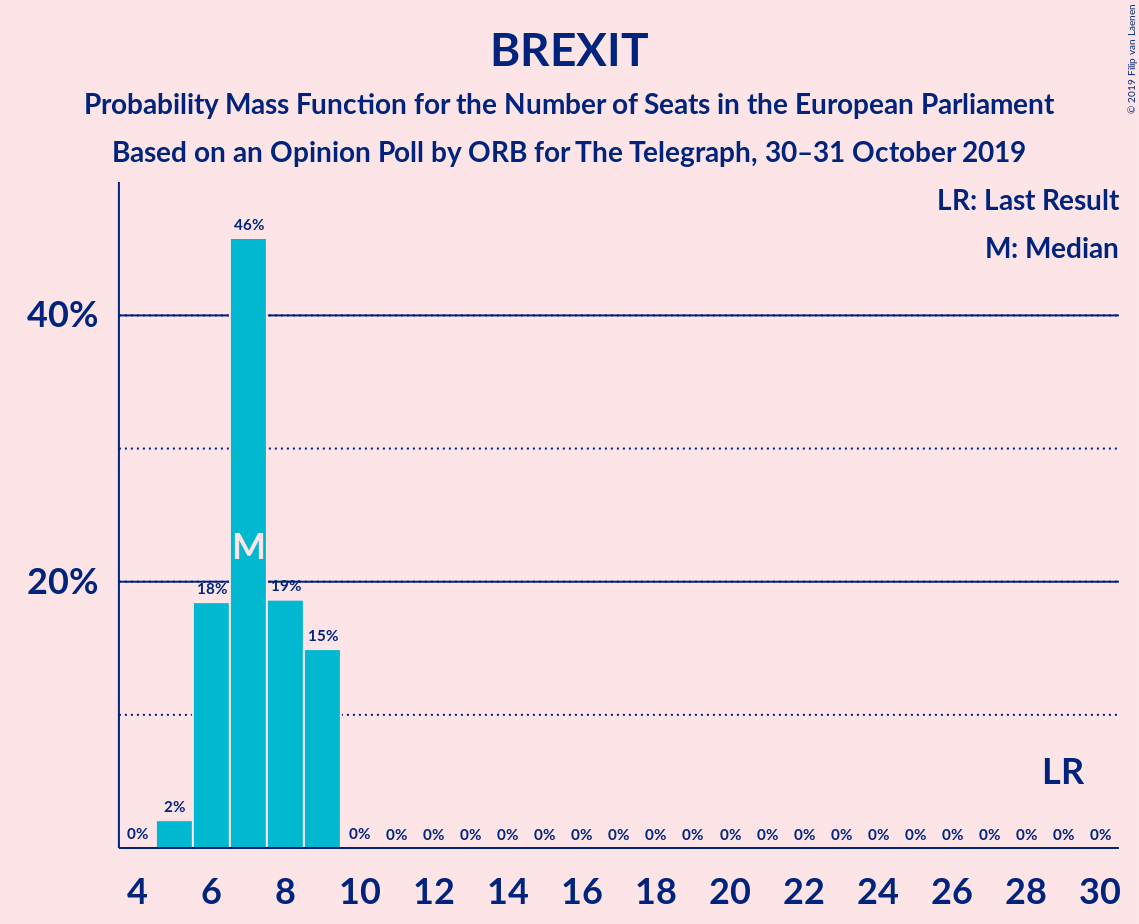 BREXIT
Probability Mass Function for the Number of Seats in the European Parliament
Based on an Opinion Poll by ORB for The Telegraph, 30–31 October 2019
© 2019 Filip van Laenen
LR: Last Result
M: Median
40%
20%
0% 2% 18% 46% 19% 15% 0% 0% 0% 0% 0% 0% 0% 0% 0% 0% 0% 0% 0% 0% 0% 0% 0% 0% 0% 0% 0%
M
LR
4 6 8 10 12 14 16 18 20 22 24 26 28 30